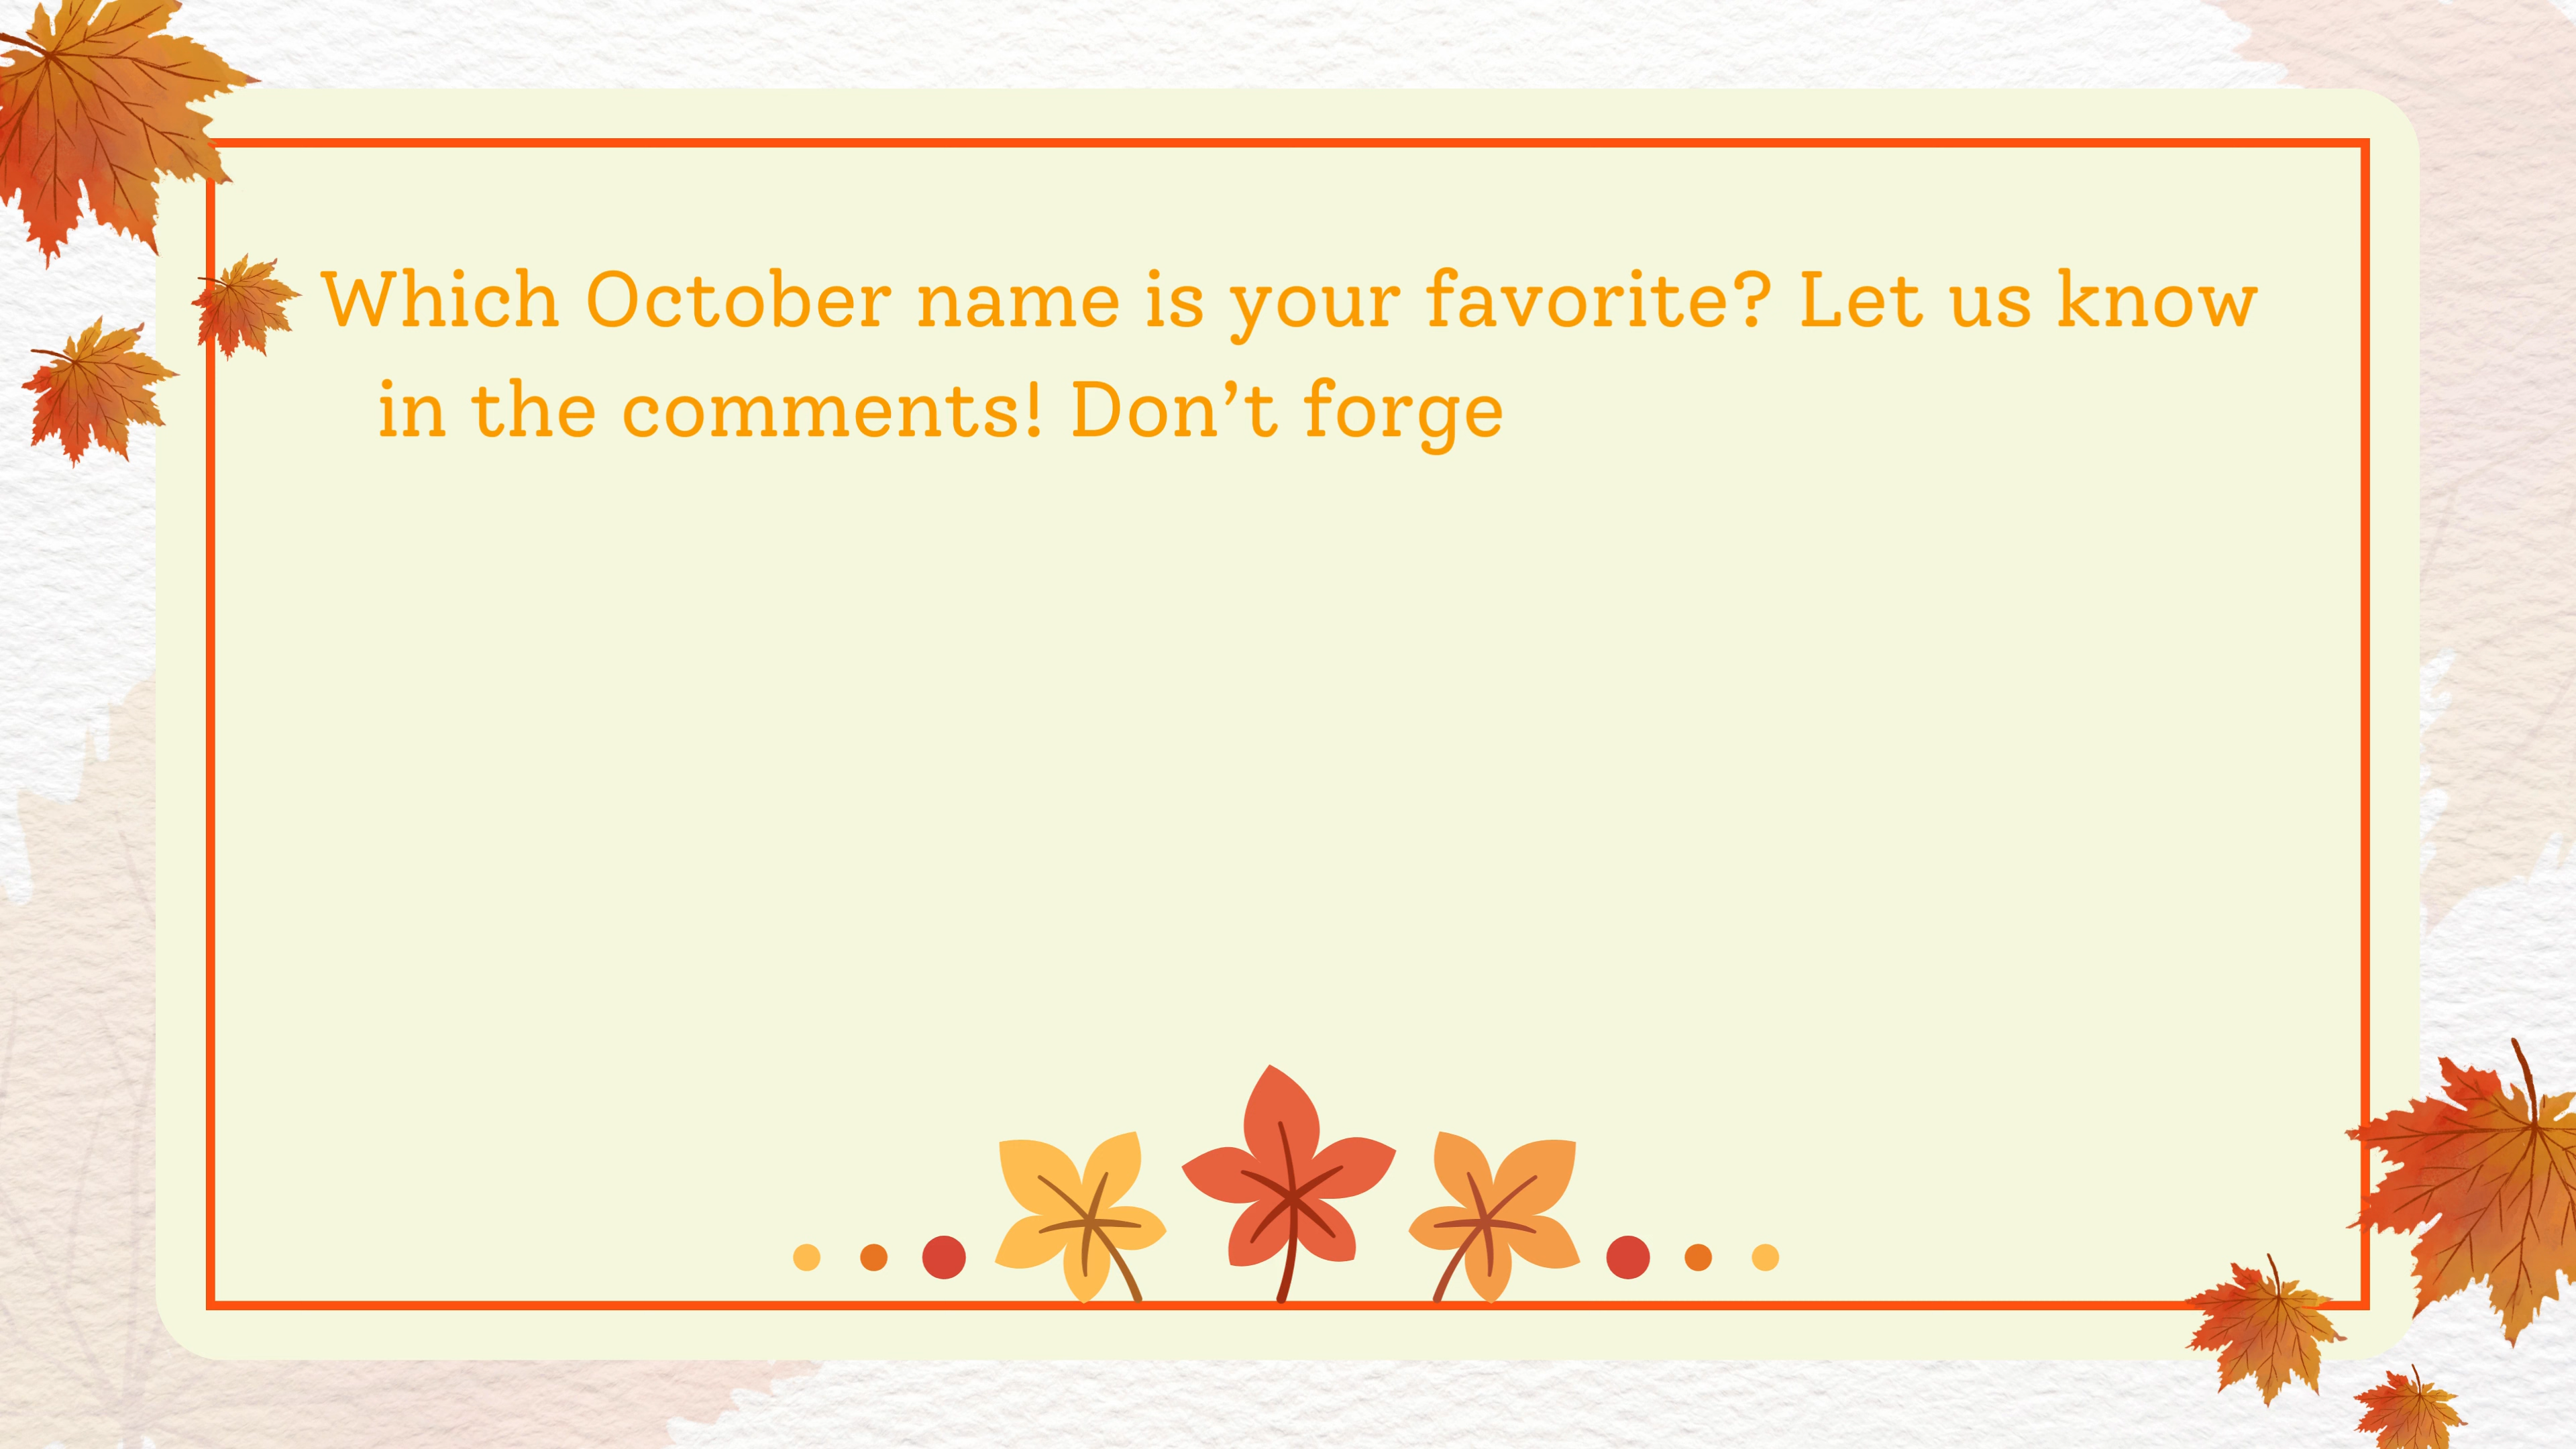 Which October name is your favorite? Let us know
in the comments! Don’t forge